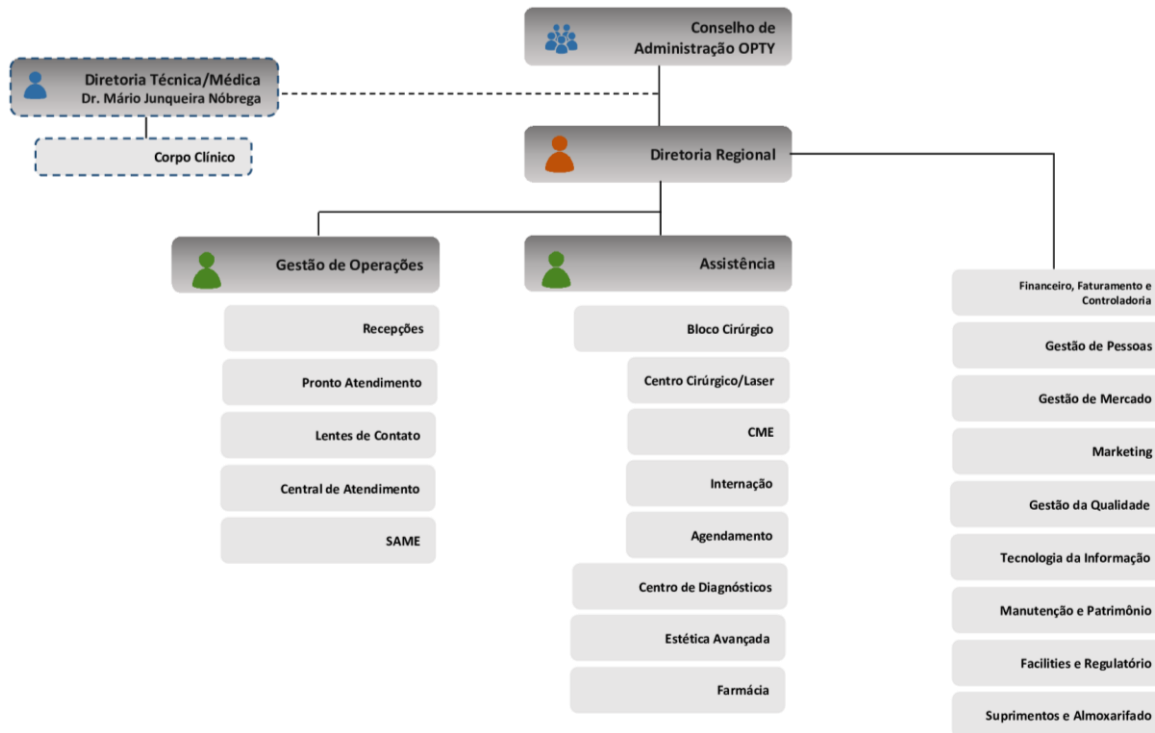 Conselho de
Administração OPTY
Diretoria Técnica/Médica
Dr. Mário Junqueira Nóbrega
Corpo Clínico
Diretoria Regional
Gestão de Operações
Recepções
Pronto Atendimento
Lentes de Contato
Central de Atendimento
SAME
Assistência
Bloco Cirúrgico
Centro Cirúrgico/Laser
CME
Internação
Agendamento
Centro de Diagnósticos
Estética Avançada
Farmácia
Financeiro, Faturamento e
Controladoria
Gestão de Pessoas
Gestão de Mercado
Marketing
Gestão da Qualidade
Tecnologia da Informação
Manutenção e Patrimônio
Facilities e Regulatório
Suprimentos e Almoxarifado